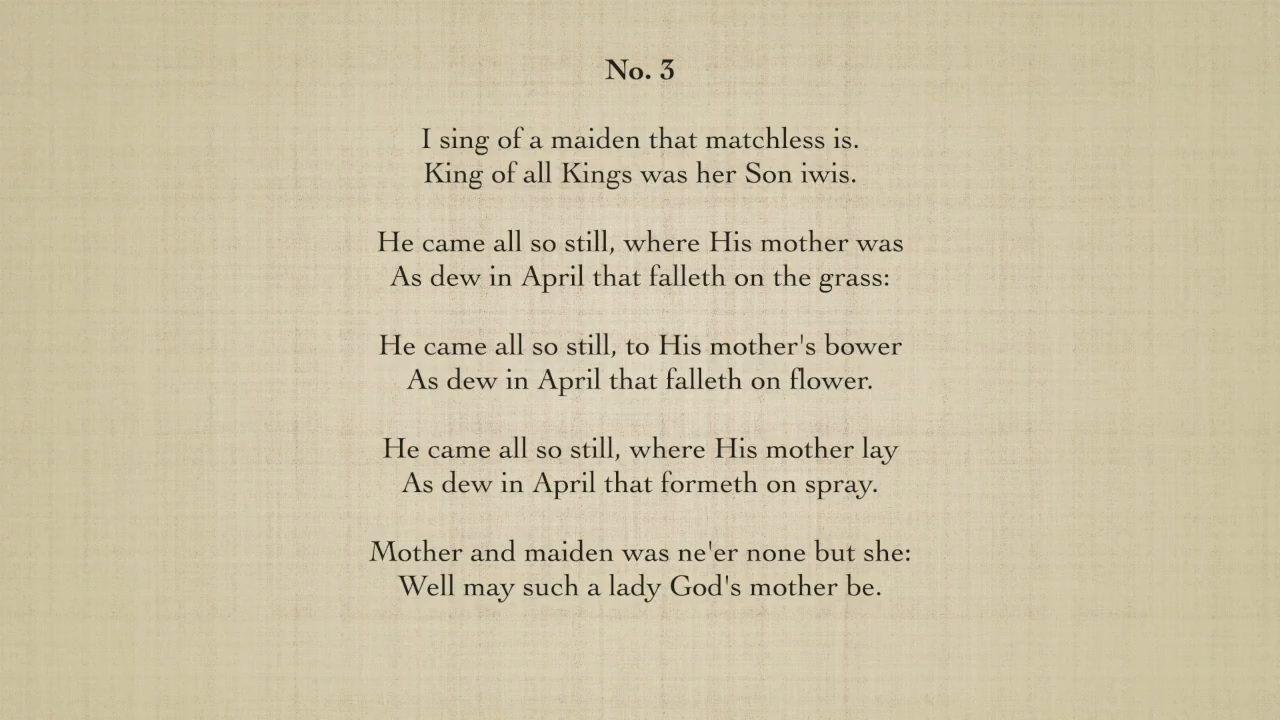 No. 3
I sing of a maiden that matchless is.
King of all Kings was her Son iwis.
He came all so still, where His mother was
As dew in April that falleth on the grass:
He came all so still, to His mother's bower
As dew in April that falleth on flower.
He came all so still, where His mother lay
As dew in April that formeth on spray.
Mother and maiden was ne'er none but she:
Well may such a lady God's mother be.